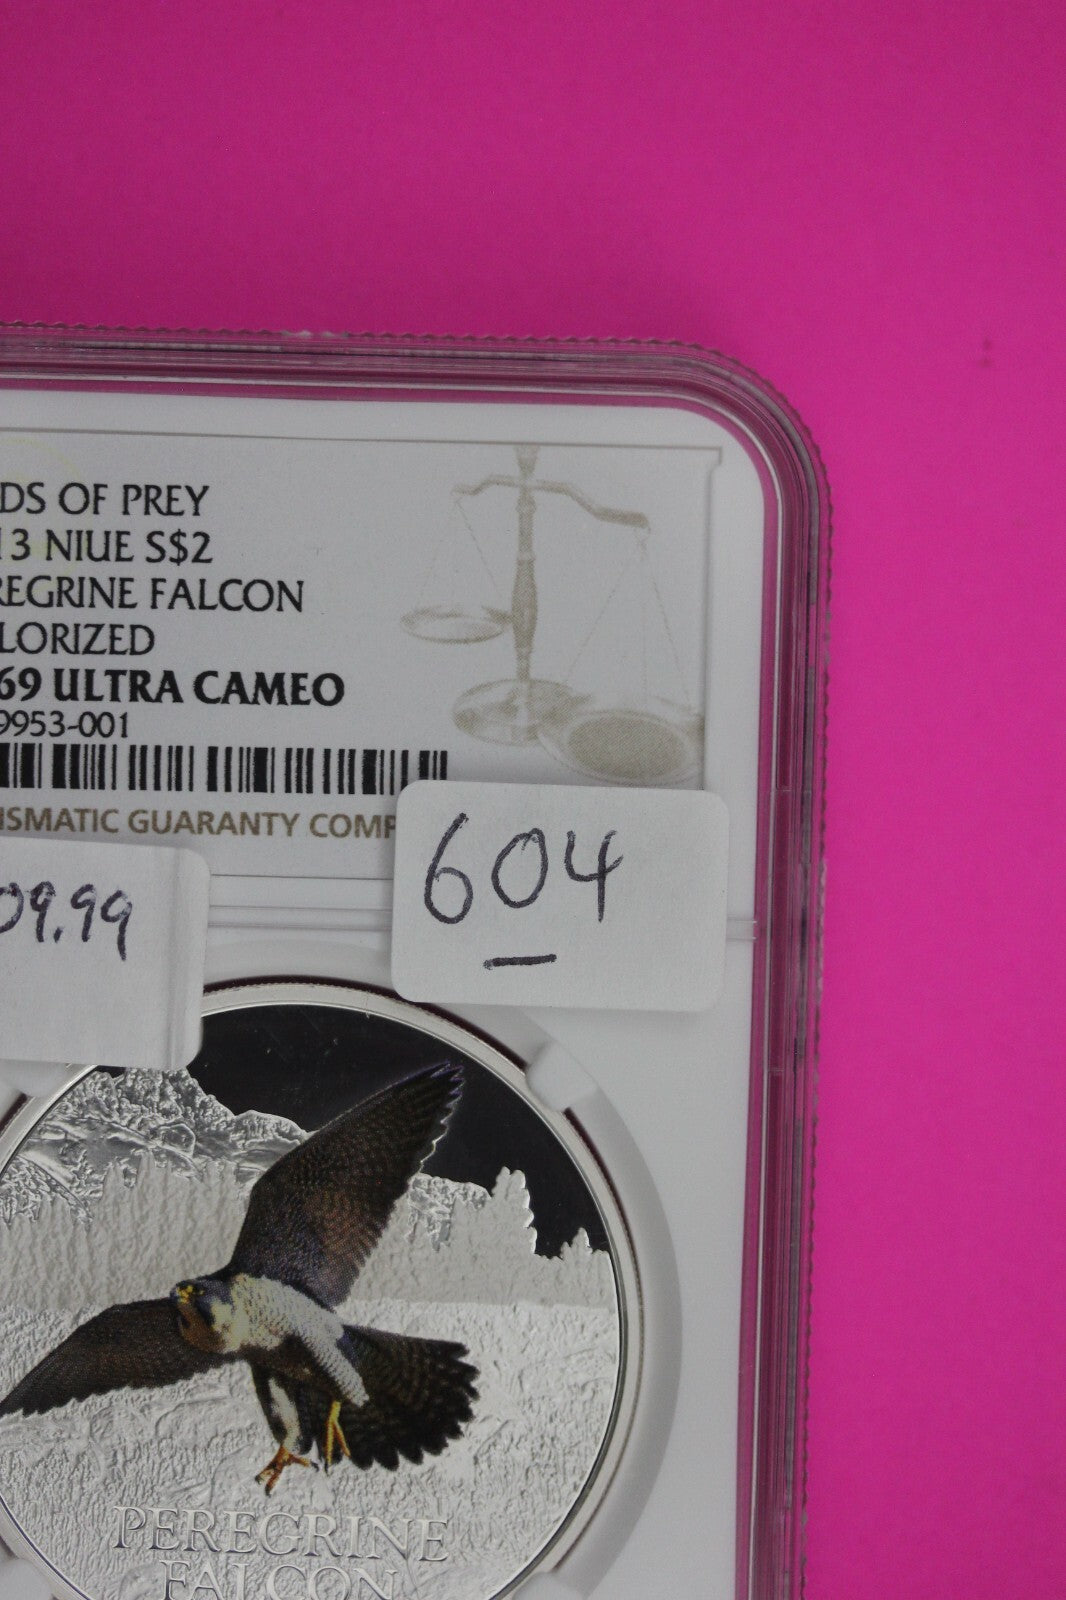 DS OF PREY
13 NIUE S$2
REGRINE FALCON
LORIZED
69 ULTRA CAMEO
9953-001
ISMATIC GUARANTY COMP
604
09.99
PEREGRINE
FALCON